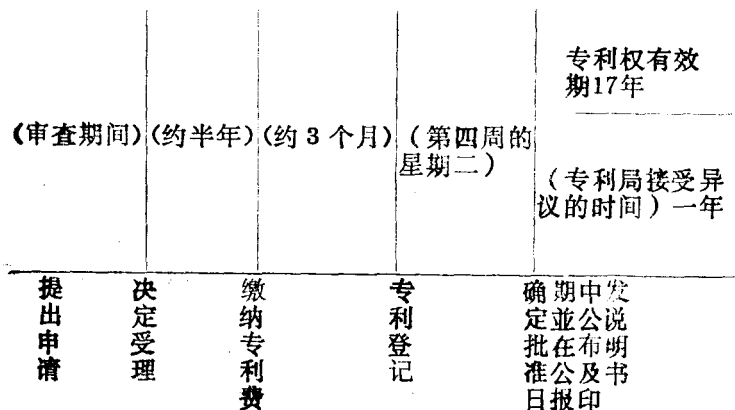 专利权有效
期17年
(审查期间)
(约半年)
(约3个月)
(第四周的
星期二)
(专利局接受异
议的时间)一年
提出申请
决定受理
缴纳专利费
专利登记
确定批准日
期並在公报
中公布及印
发说明书